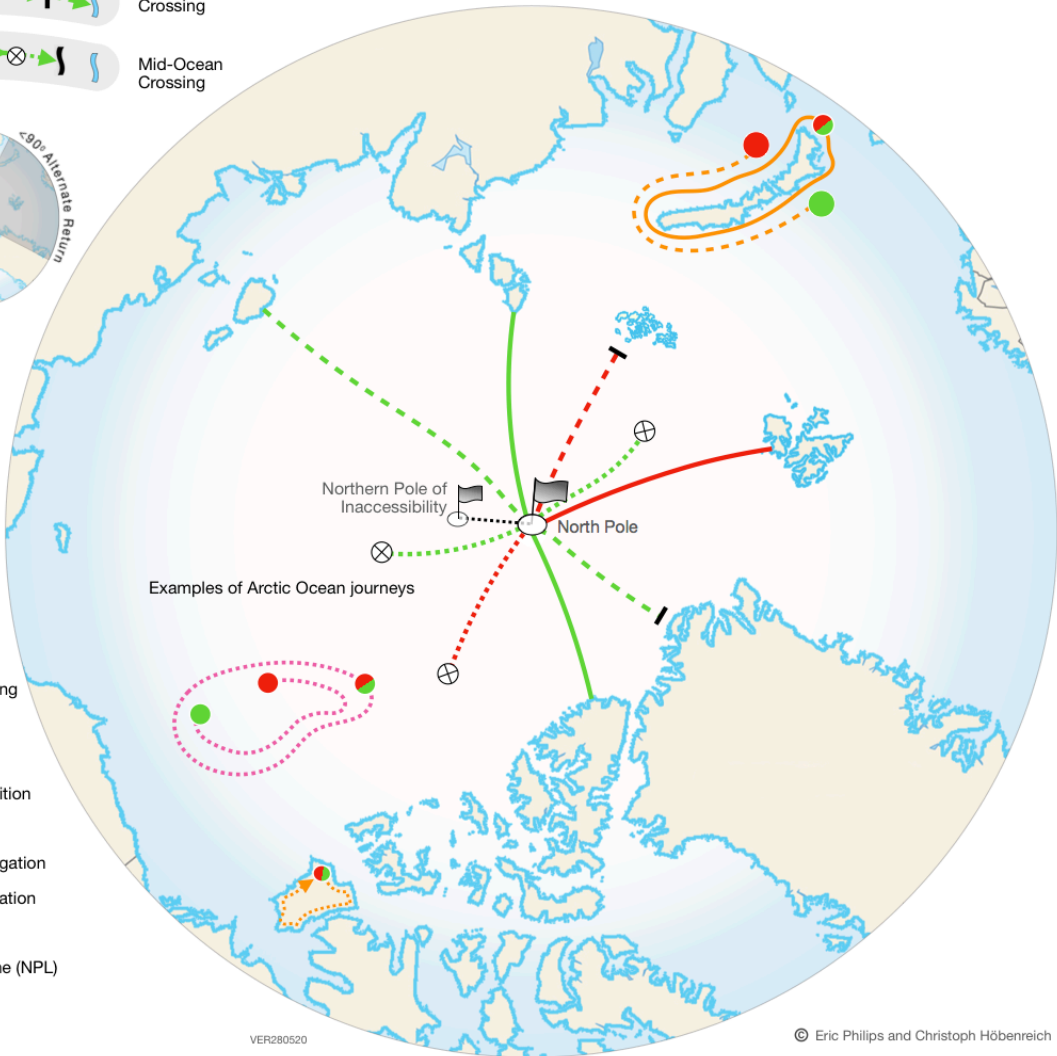 Crossing
Mid-Ocean
Crossing
<90º Alternate Return
Northern Pole of
Inaccessibility
North Pole
Examples of Arctic Ocean journeys
ng
ition
gation
ation
e (NPL)
VER280520
© Eric Philips and Christoph Höbenreich